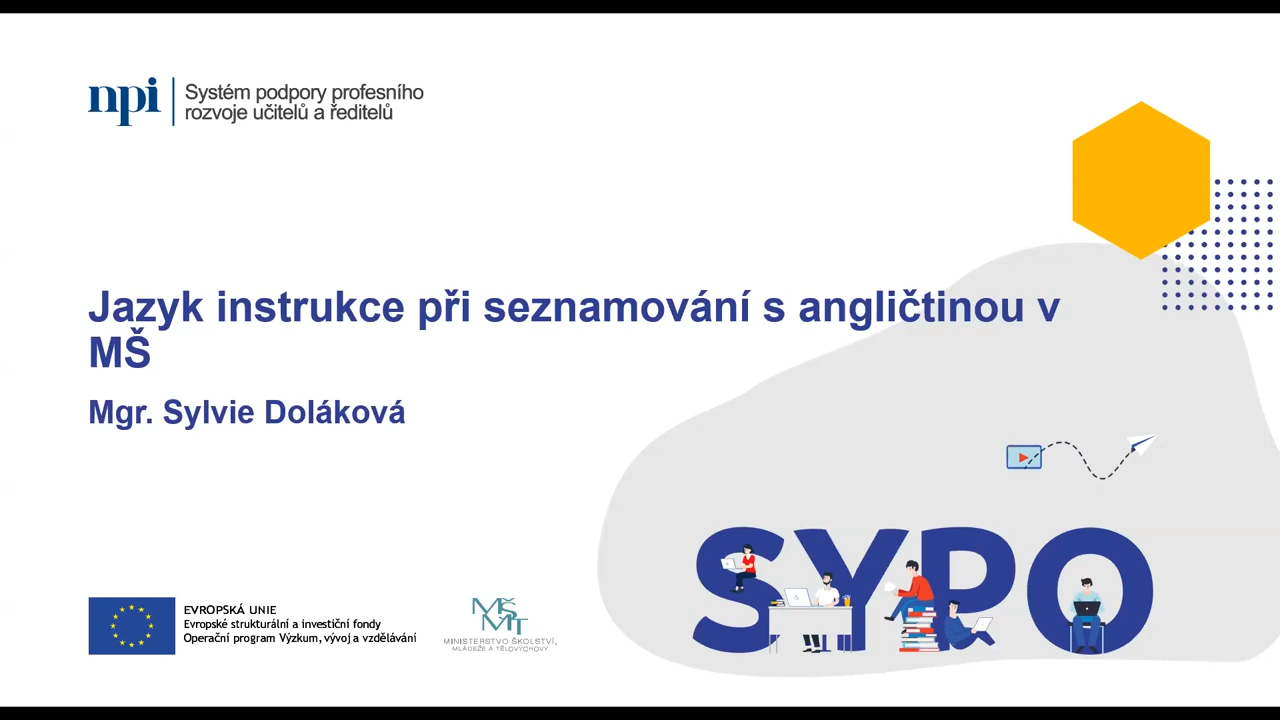 npi
Systém podpory profesního
rozvoje učitelů a ředitelů
Jazyk instrukce při seznamování s angličtinou v
MŠ
Mgr. Sylvie Doláková
SYPO
EVROPSKÁ UNIE
Evropské strukturální a investiční fondy
Operační program Výzkum, vývoj a vzdělávání
MŠMT
MINISTERSTVO ŠKOLSTVÍ,
MLÁDEŽE A TĚLOVÝCHOVY